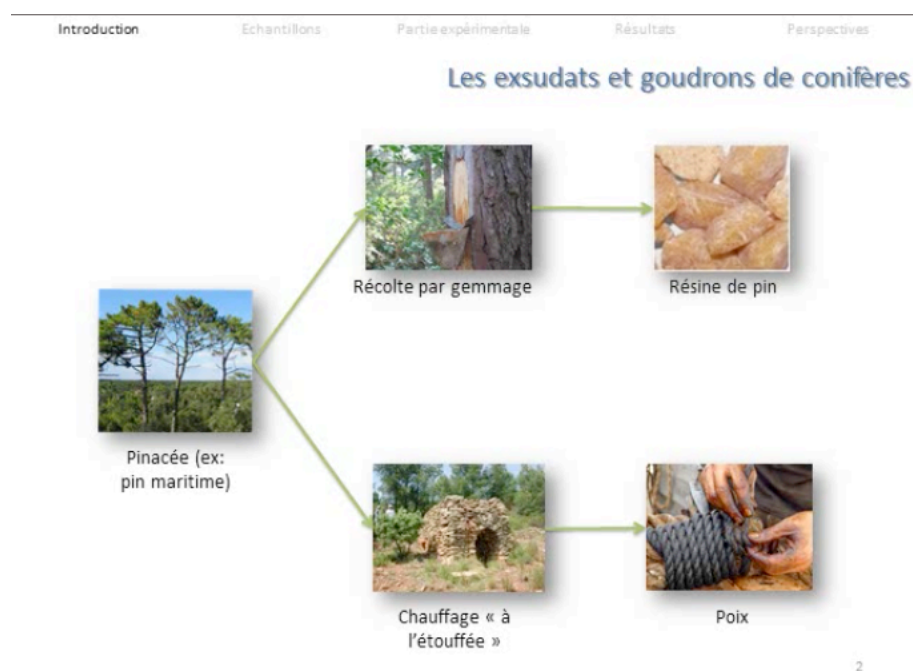 Introduction Echantillons Partie expérimentale Résultats Perspectives
Les exsudats et goudrons de conifères
Récolte par gemmage
Résine de pin
Pinacée (ex:
pin maritime)
Chauffage « à
l'étouffée »
Poix
2